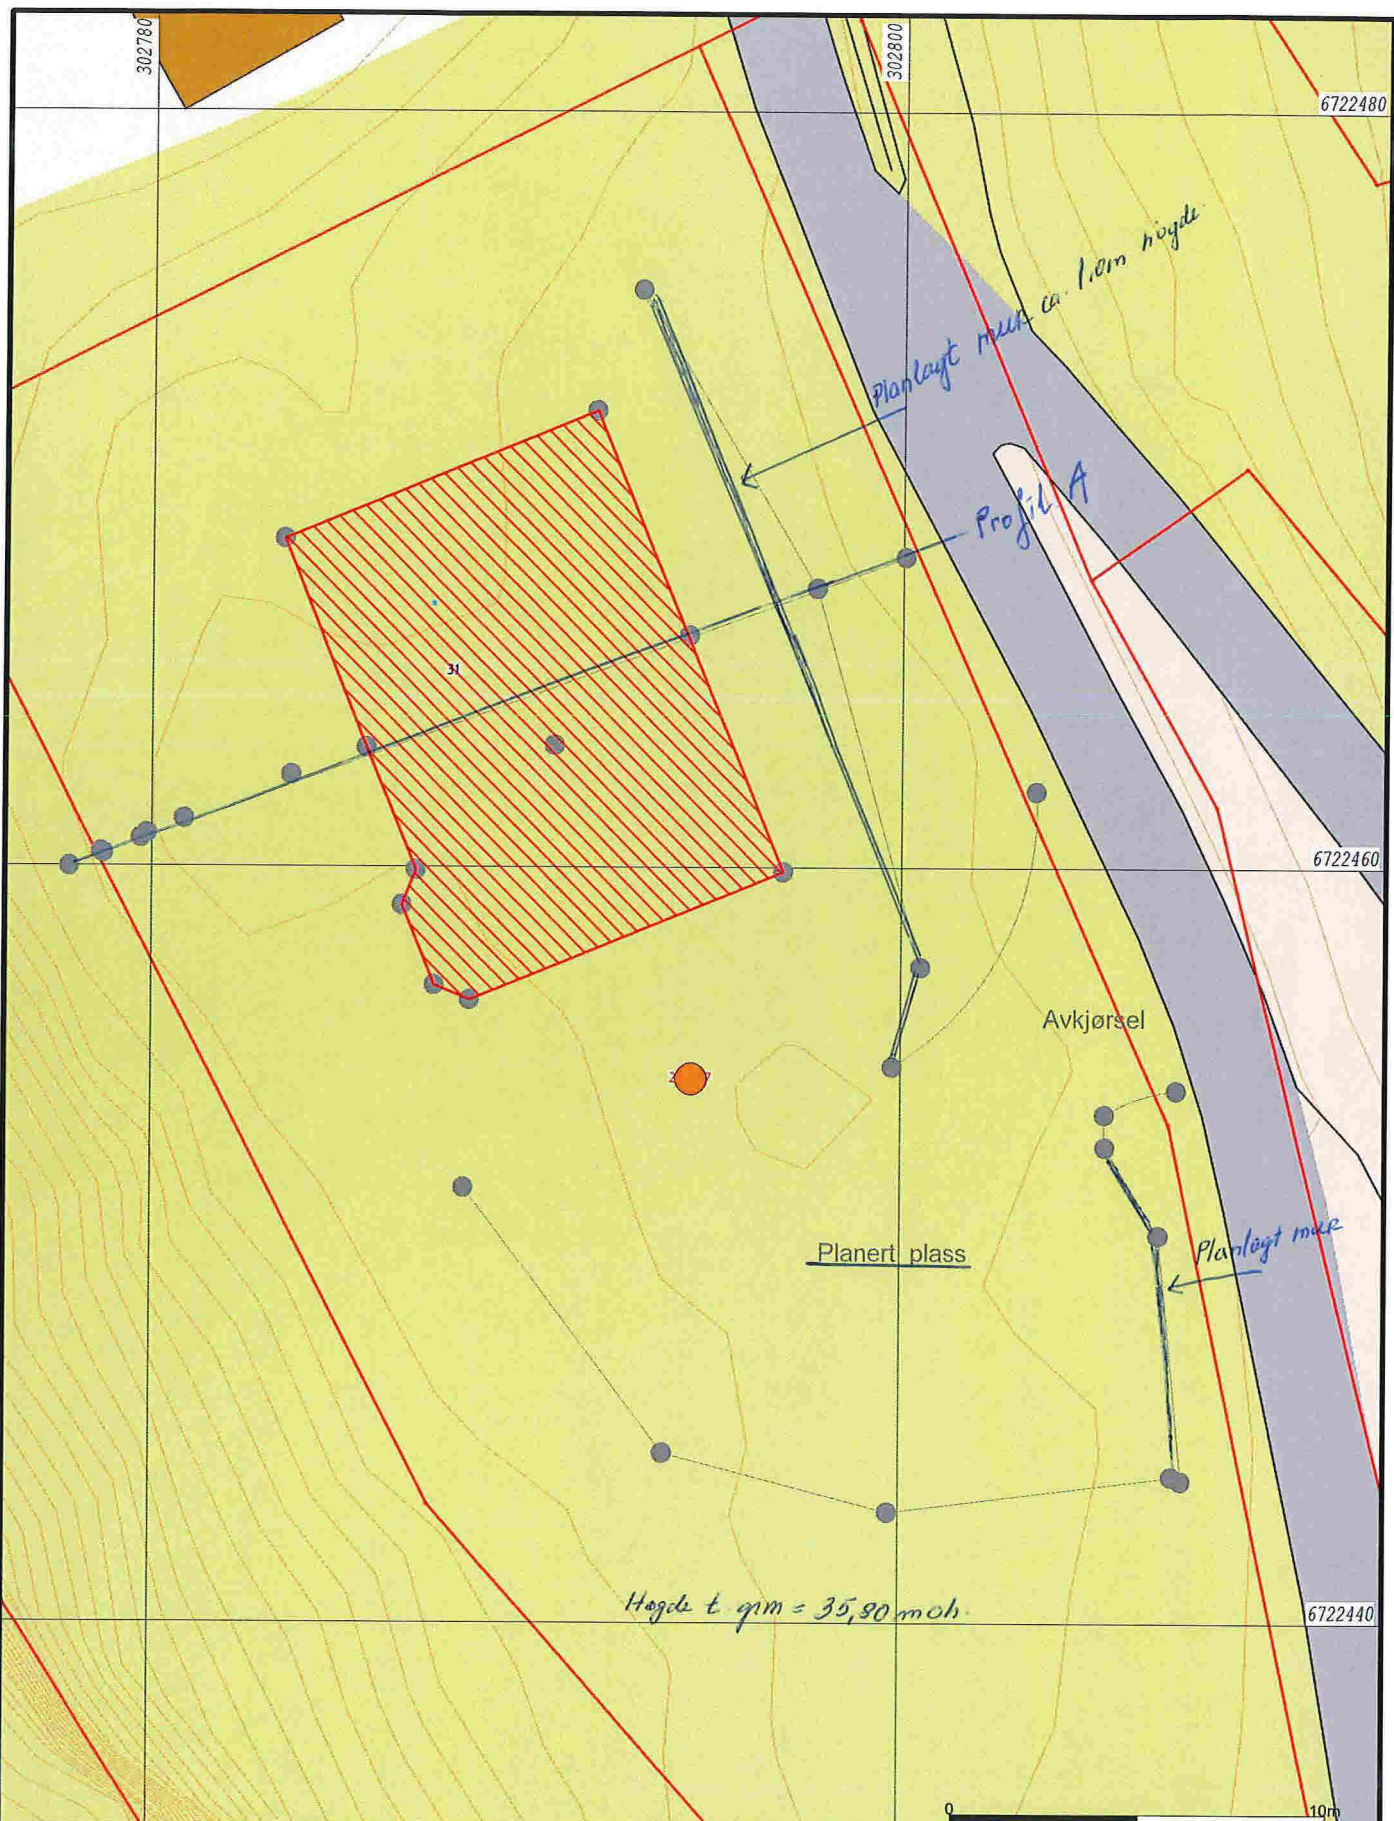 302780
302800
6722480
Planlagt mur ca. 1,0m høgde
Profil A
31
6722460
Avkjørsel
Planert plass
Planlagt mur
Høgde t. grm = 35,80 moh.
6722440
0 10m